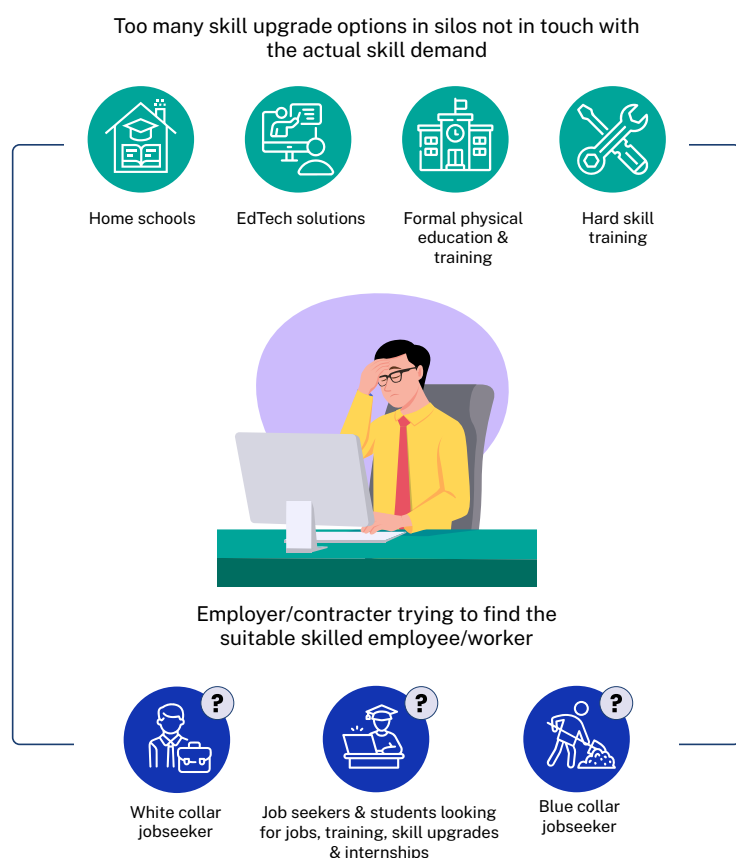 Too many skill upgrade options in silos not in touch with
the actual skill demand
Home schools
EdTech solutions
Formal physical
education &
training
Hard skill
training
Employer/contracter trying to find the
suitable skilled employee/worker
?
?
?
White collar
jobseeker
Job seekers & students looking
for jobs, training, skill upgrades
& internships
Blue collar
jobseeker